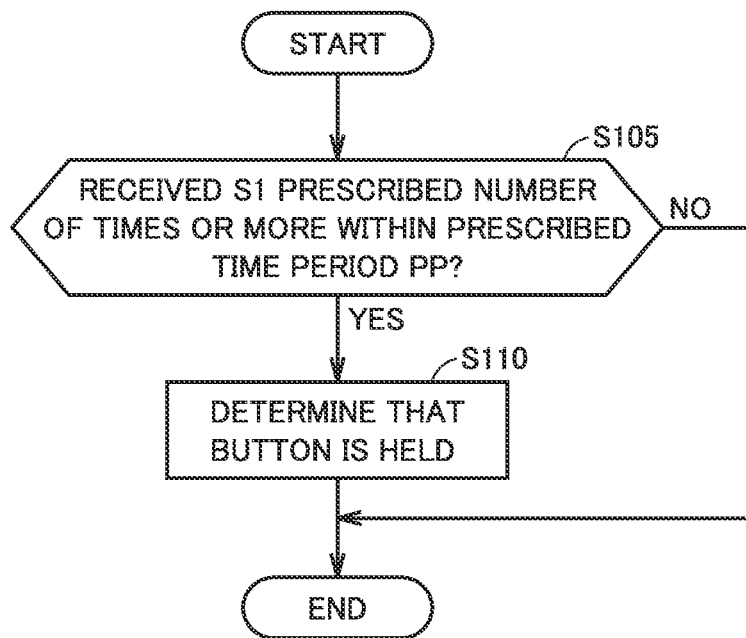 START
S105
RECEIVED S1 PRESCRIBED NUMBER
OF TIMES OR MORE WITHIN PRESCRIBED
TIME PERIOD PP?
NO
YES
S110
DETERMINE THAT
BUTTON IS HELD
END